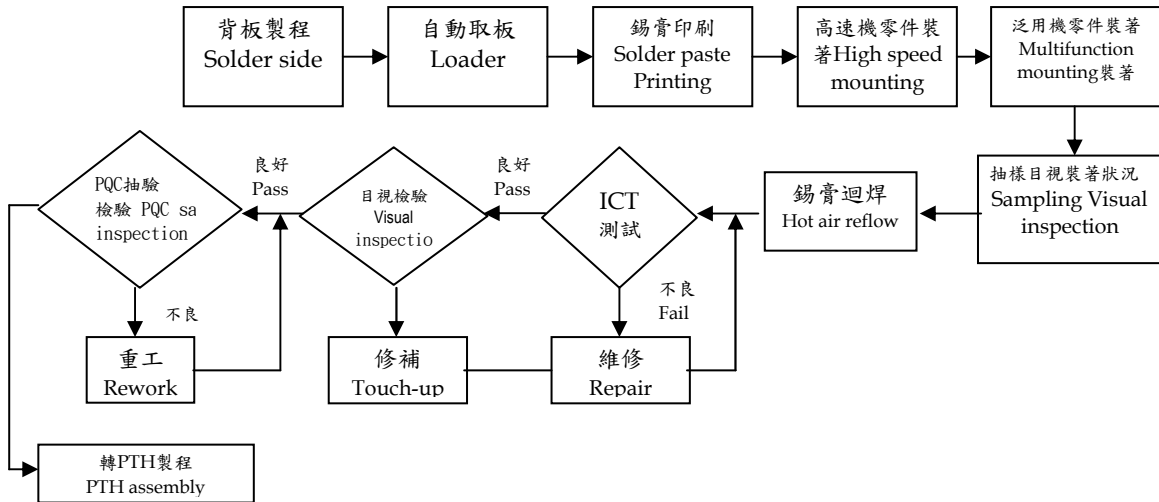 背板製程
Solder side
自動取板
Loader
錫膏印刷
Solder paste
Printing
高速機零件裝
著High speed
mounting
泛用機零件裝著
Multifunction
mounting裝著
抽樣目視裝著狀況
Sampling Visual
inspection
錫膏迴焊
Hot air reflow
ICT
測試
良好
Pass
不良
Fail
維修
Repair
目視檢驗
Visual
inspectio
良好
Pass
修補
Touch-up
PQC抽驗
檢驗 PQC sa
inspection
不良
重工
Rework
轉PTH製程
PTH assembly